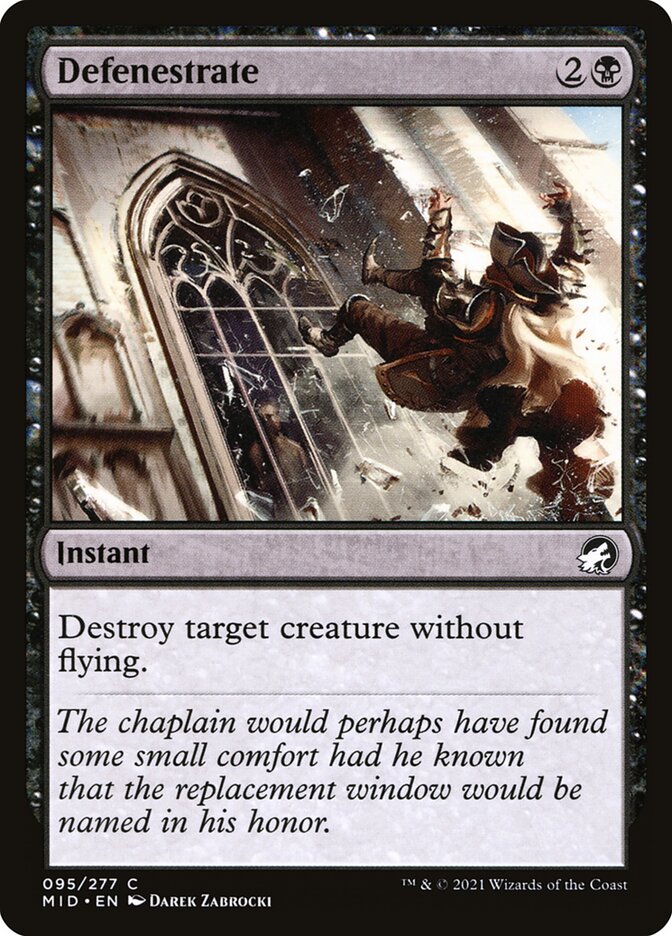 Defenestrate 2
Instant
Destroy target creature without
flying.
The chaplain would perhaps have found
some small comfort had he known
that the replacement window would be
named in his honor.
095/277 C ™ & © 2021 Wizards of the Coast
MID • EN Darek Zabrocki